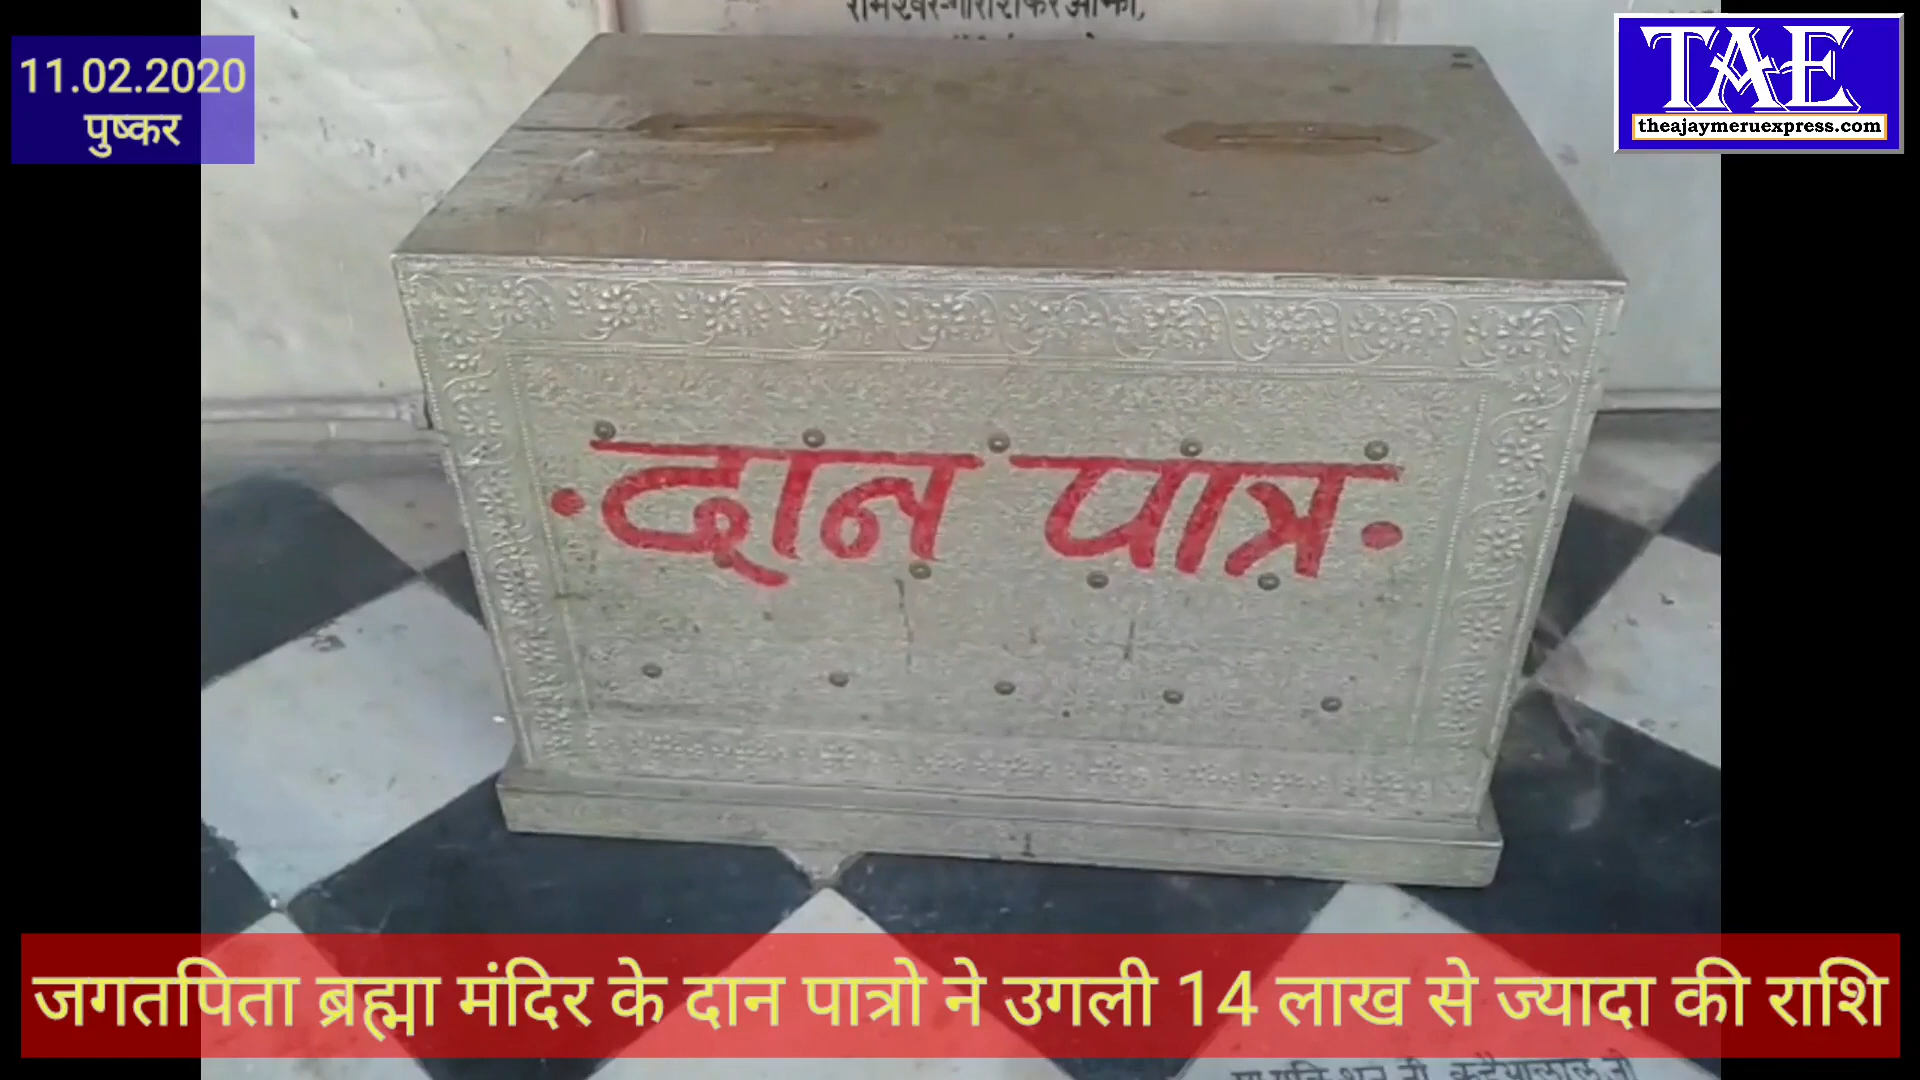 11.02.2020
पुष्कर
TAE
theajaymeruexpress.com
• दान पात्र •
जगतपिता ब्रह्मा मंदिर के दान पात्रो ने उगली 14 लाख से ज्यादा की राशि